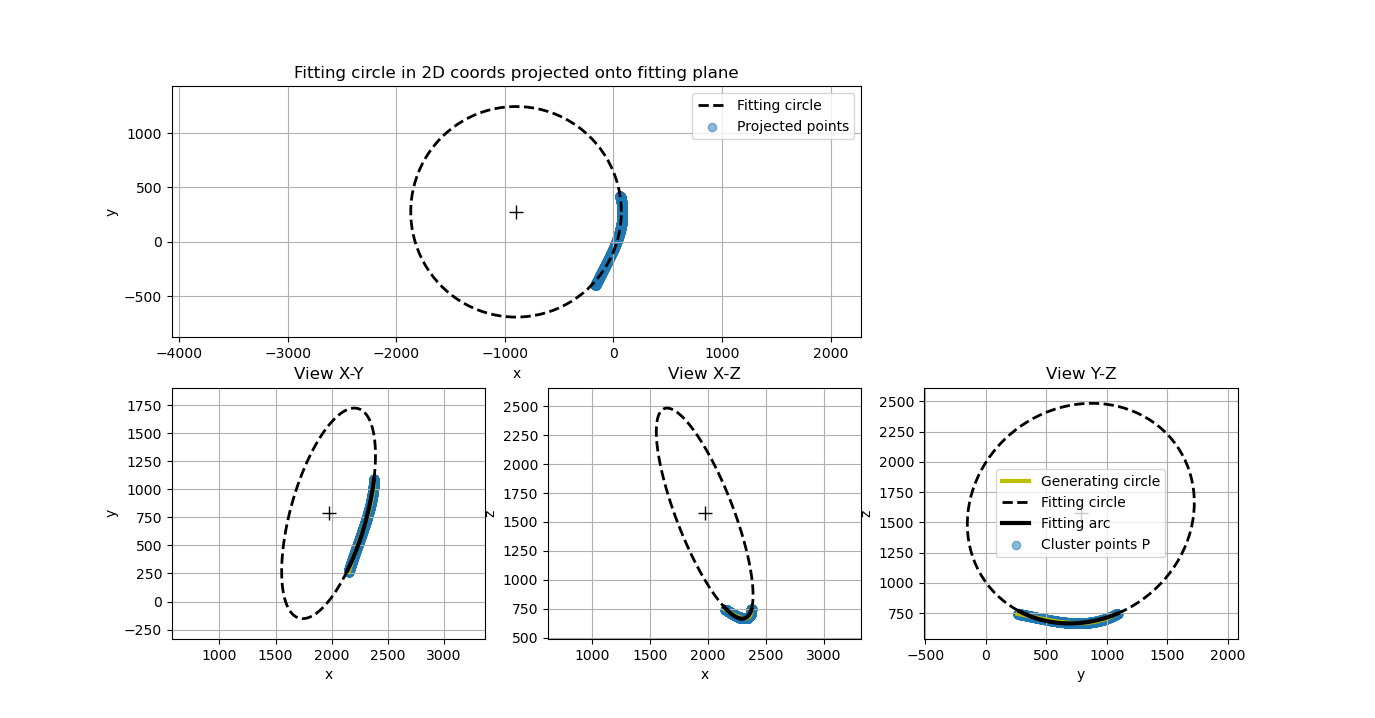 Fitting circle in 2D coords projected onto fitting plane
Fitting circle
Projected points
1000
500
0
−500
y
−4000 −3000 −2000 −1000 0 1000 2000
x
View X-Y
1750
1500
1250
1000
750
500
250
0
−250
y
1000 1500 2000 2500 3000
x
View X-Z
2500
2250
2000
1750
1500
1250
1000
750
500
z
1000 1500 2000 2500 3000
x
View Y-Z
2500
2250
2000
1750
1500
1250
1000
750
z
Generating circle
Fitting circle
Fitting arc
Cluster points P
−500 0 500 1000 1500 2000
y